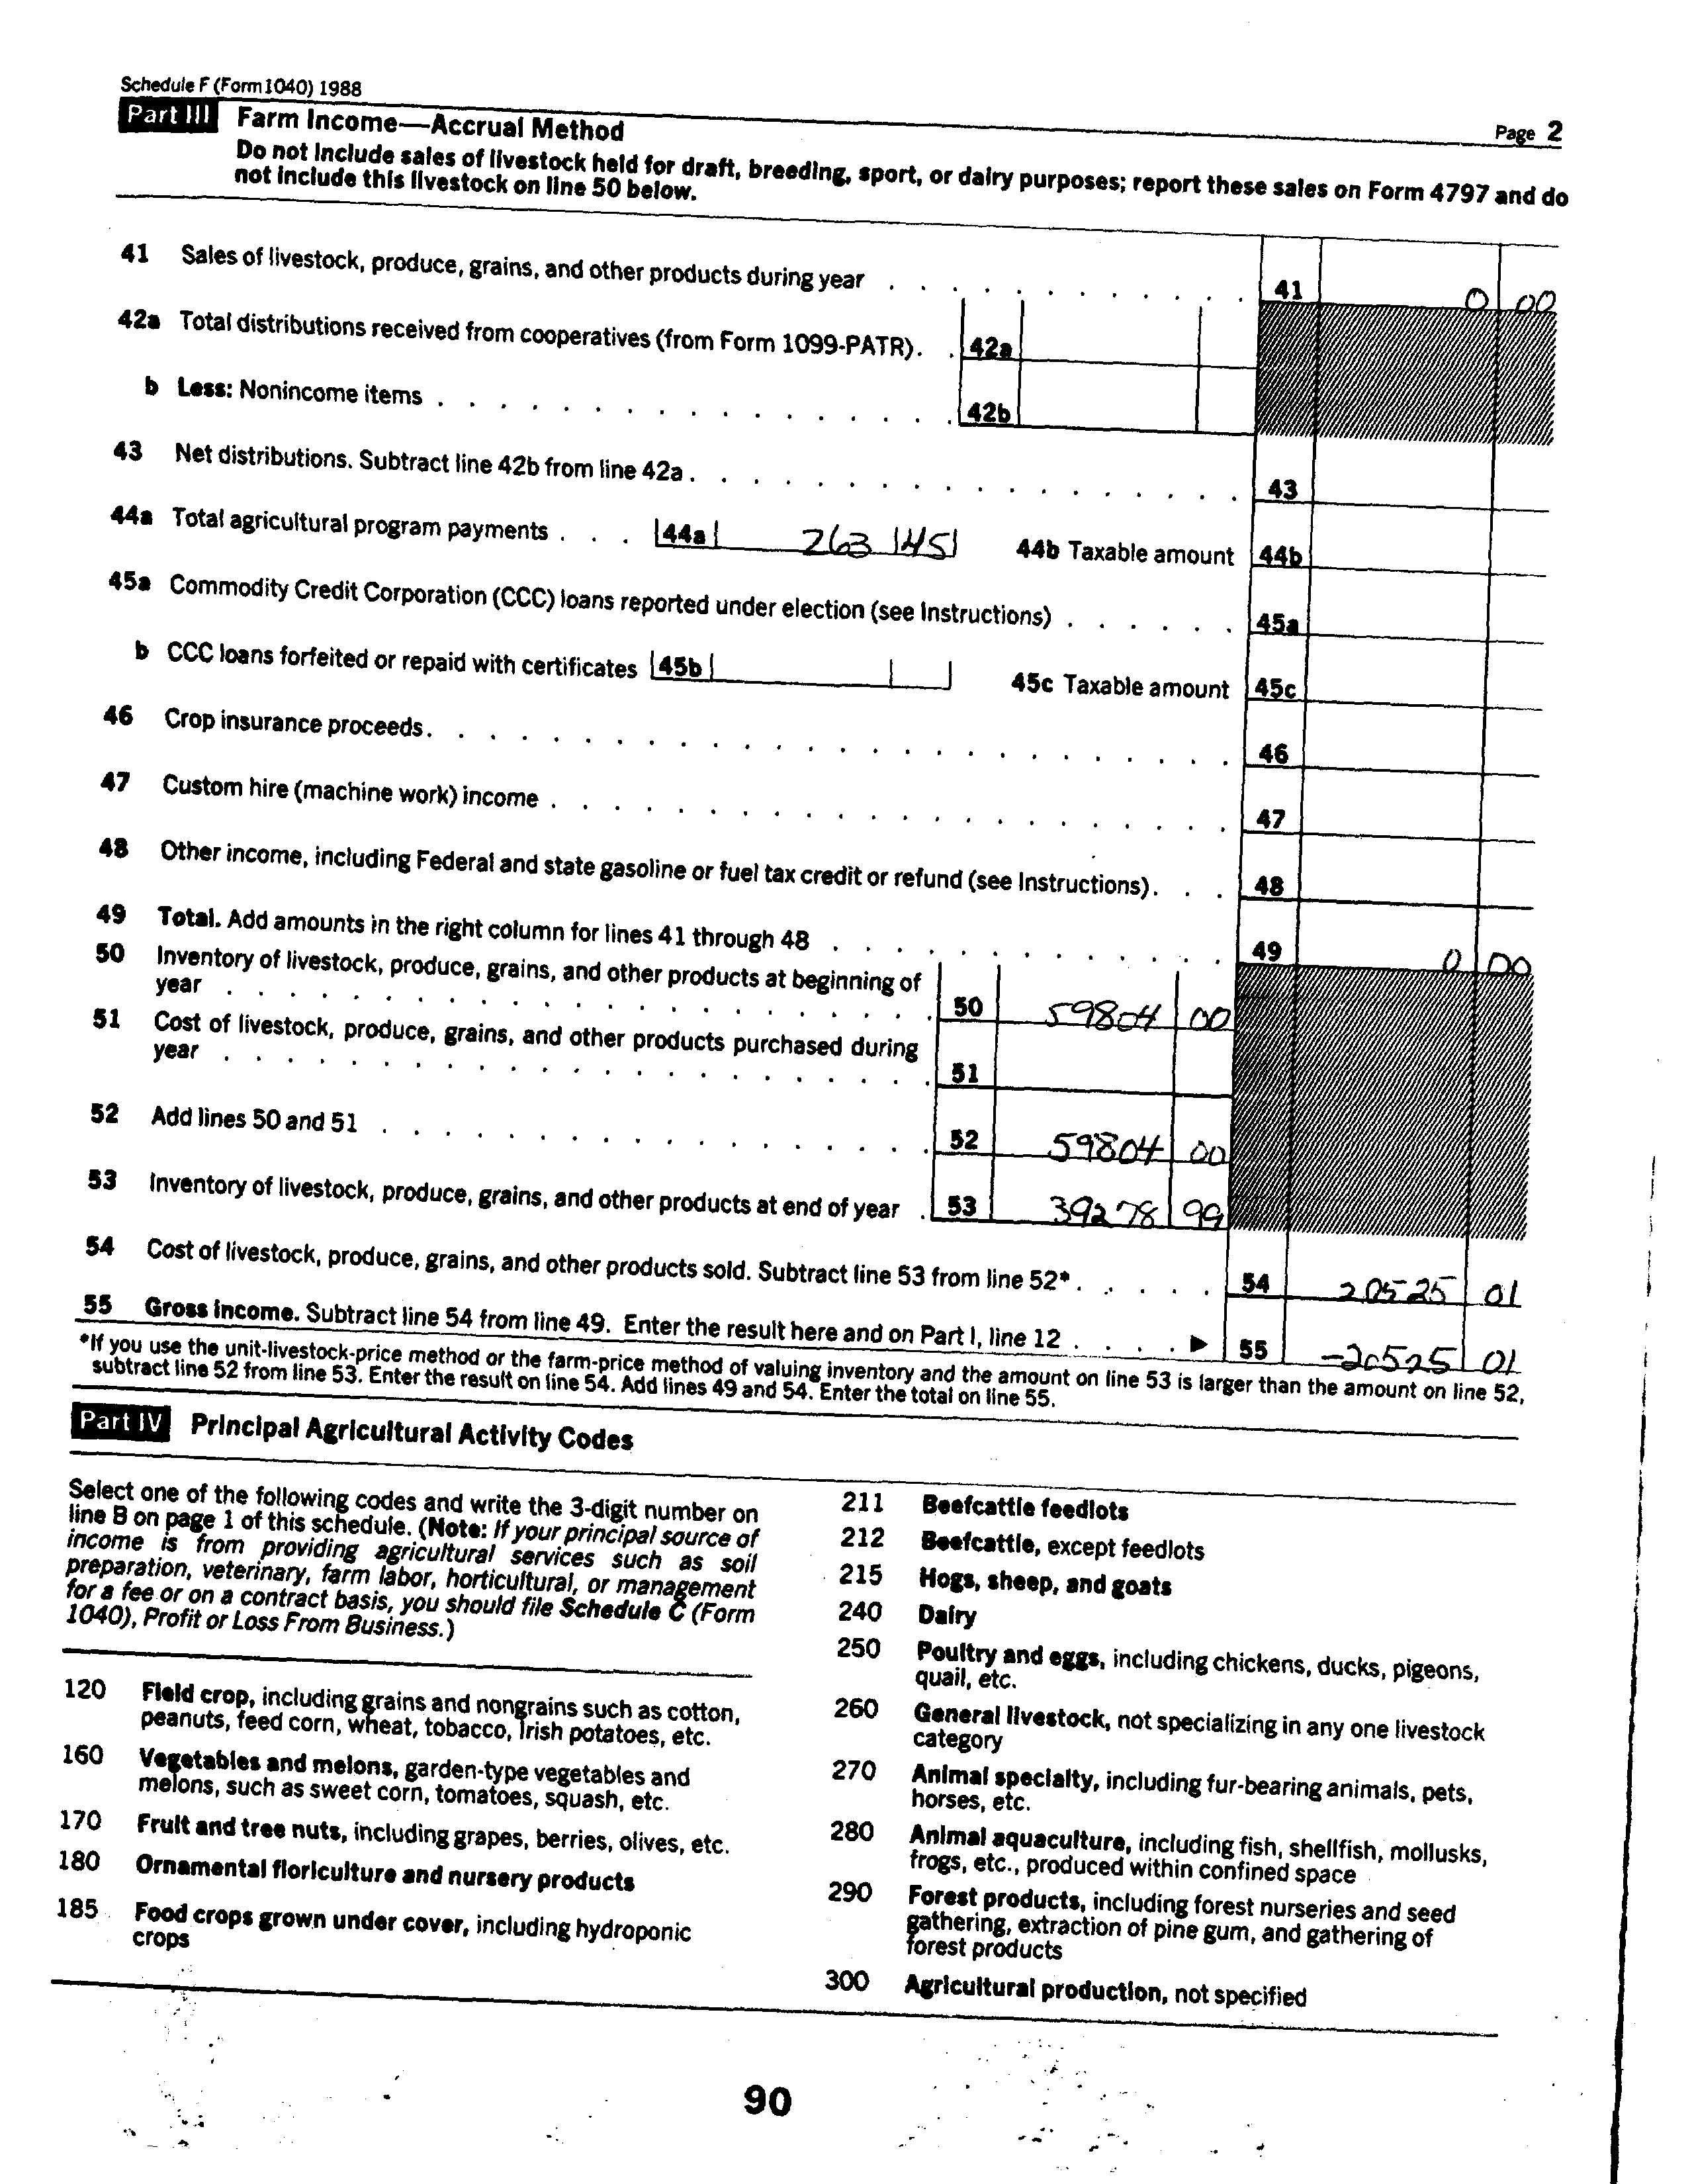 Schedule F (Form 1040) 1988
Page 2
Part III Farm Income—Accrual Method
Do not include sales of livestock held for draft, breeding, sport, or dairy purposes; report these sales on Form 4797 and do
not include this livestock on line 50 below.
41 Sales of livestock, produce, grains, and other products during year . . . . . . . . . . . . 41 0 00
42a Total distributions received from cooperatives (from Form 1099-PATR). . 42a
b Less: Nonincome items . . . . . . . . . . . . . . . . . 42b
43 Net distributions. Subtract line 42b from line 42a . . . . . . . . . . . . . . . . . . 43
44a Total agricultural program payments . . . 44a 263 45 44b Taxable amount 44b
45a Commodity Credit Corporation (CCC) loans reported under election (see Instructions) . . . . . . 45a
b CCC loans forfeited or repaid with certificates 45b 45c Taxable amount 45c
46 Crop insurance proceeds . . . . . . . . . . . . . . . . . . . . . . . . . . 46
47 Custom hire (machine work) income . . . . . . . . . . . . . . . . . . . . . . 47
48 Other income, including Federal and state gasoline or fuel tax credit or refund (see Instructions) . . . 48
49 Total. Add amounts in the right column for lines 41 through 48 . . . . . . . . . . . . . 49 0 00
50 Inventory of livestock, produce, grains, and other products at beginning of
year . . . . . . . . . . . . . . . . . . . . . . . 50 59804 00
51 Cost of livestock, produce, grains, and other products purchased during
year . . . . . . . . . . . . . . . . . . . . . . . 51
52 Add lines 50 and 51 . . . . . . . . . . . . . . . . . . 52 59804 00
53 Inventory of livestock, produce, grains, and other products at end of year . 53 39278 99
54 Cost of livestock, produce, grains, and other products sold. Subtract line 53 from line 52* . . . . . 54 20525 01
55 Gross income. Subtract line 54 from line 49. Enter the result here and on Part I, line 12 . . . . ▶ 55 -20525 01
*If you use the unit-livestock-price method or the farm-price method of valuing inventory and the amount on line 53 is larger than the amount on line 52,
subtract line 52 from line 53. Enter the result on line 54. Add lines 49 and 54. Enter the total on line 55.
Part IV Principal Agricultural Activity Codes
Select one of the following codes and write the 3-digit number on
line B on page 1 of this schedule. (Note: If your principal source of
income is from providing agricultural services such as soil
preparation, veterinary, farm labor, horticultural, or management
for a fee or on a contract basis, you should file Schedule C (Form
1040), Profit or Loss From Business.)
120 Field crop, including grains and nongrains such as cotton,
peanuts, feed corn, wheat, tobacco, Irish potatoes, etc.
160 Vegetables and melons, garden-type vegetables and
melons, such as sweet corn, tomatoes, squash, etc.
170 Fruit and tree nuts, including grapes, berries, olives, etc.
180 Ornamental floriculture and nursery products
185 Food crops grown under cover, including hydroponic
crops
211 Beefcattle feedlots
212 Beefcattle, except feedlots
215 Hogs, sheep, and goats
240 Dairy
250 Poultry and eggs, including chickens, ducks, pigeons,
quail, etc.
260 General livestock, not specializing in any one livestock
category
270 Animal specialty, including fur-bearing animals, pets,
horses, etc.
280 Animal aquaculture, including fish, shellfish, mollusks,
frogs, etc., produced within confined space
290 Forest products, including forest nurseries and seed
gathering, extraction of pine gum, and gathering of
forest products
300 Agricultural production, not specified
90